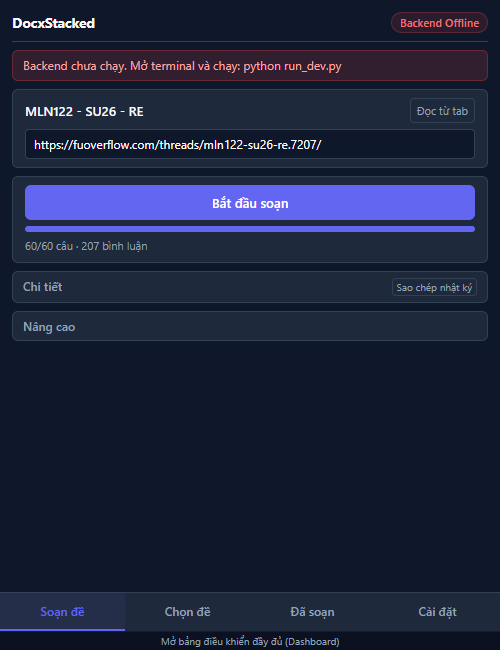 DocxStacked
Backend Offline
Backend chưa chạy. Mở terminal và chạy: python run_dev.py
MLN122 - SU26 - RE
Đọc từ tab
https://fuoverflow.com/threads/mln122-su26-re.7207/
Bắt đầu soạn
60/60 câu · 207 bình luận
Chi tiết
Sao chép nhật ký
Nâng cao
Soạn đề
Chọn đề
Đã soạn
Cài đặt
Mở bảng điều khiển đầy đủ (Dashboard)